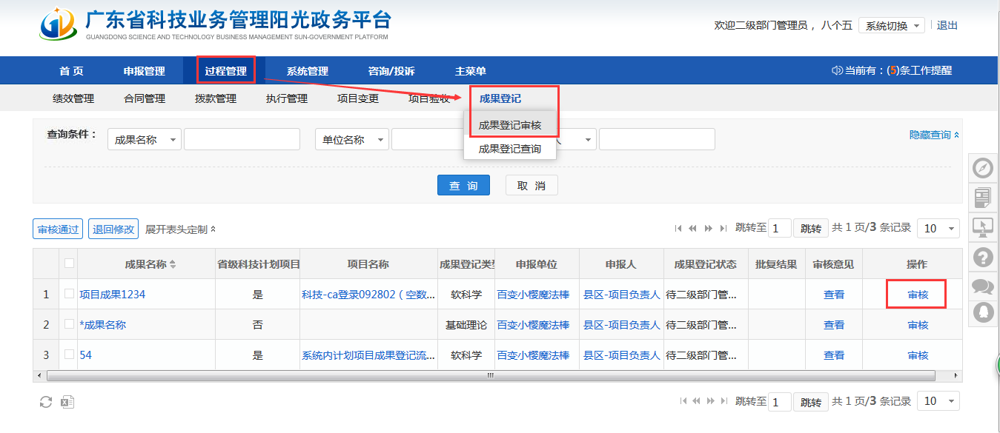 广东省科技业务管理阳光政务平台
GUANGDONG SCIENCE AND TECHNOLOGY BUSINESS MANAGEMENT SUN-GOVERNMENT PLATFORM
欢迎二级部门管理员，八个五 系统切换 退出
首 页 申报管理 过程管理 系统管理 咨询/投诉 主菜单 当前有：(5)条工作提醒
绩效管理 合同管理 拨款管理 执行管理 项目变更 项目验收 成果登记
成果登记审核
成果登记查询
查询条件： 成果名称 单位名称 人 隐藏查询
查 询 取 消
审核通过 退回修改 展开表头定制 跳转至 1 跳转 共 1 页/3 条记录 10
成果名称 省级科技计划项目 项目名称 成果登记类型 申报单位 申报人 成果登记状态 批复结果 审核意见 操作
1 项目成果1234 是 科技-ca登录092802（空数... 软科学 百变小樱魔法棒 县区-项目负责人 待二级部门管... 查看 审核
2 *成果名称 否 基础理论 百变小樱魔法棒 县区-项目负责人 待二级部门管... 查看 审核
3 54 是 系统内计划项目成果登记流... 软科学 百变小樱魔法棒 县区-项目负责人 待二级部门管... 查看 审核
跳转至 1 跳转 共 1 页/3 条记录 10